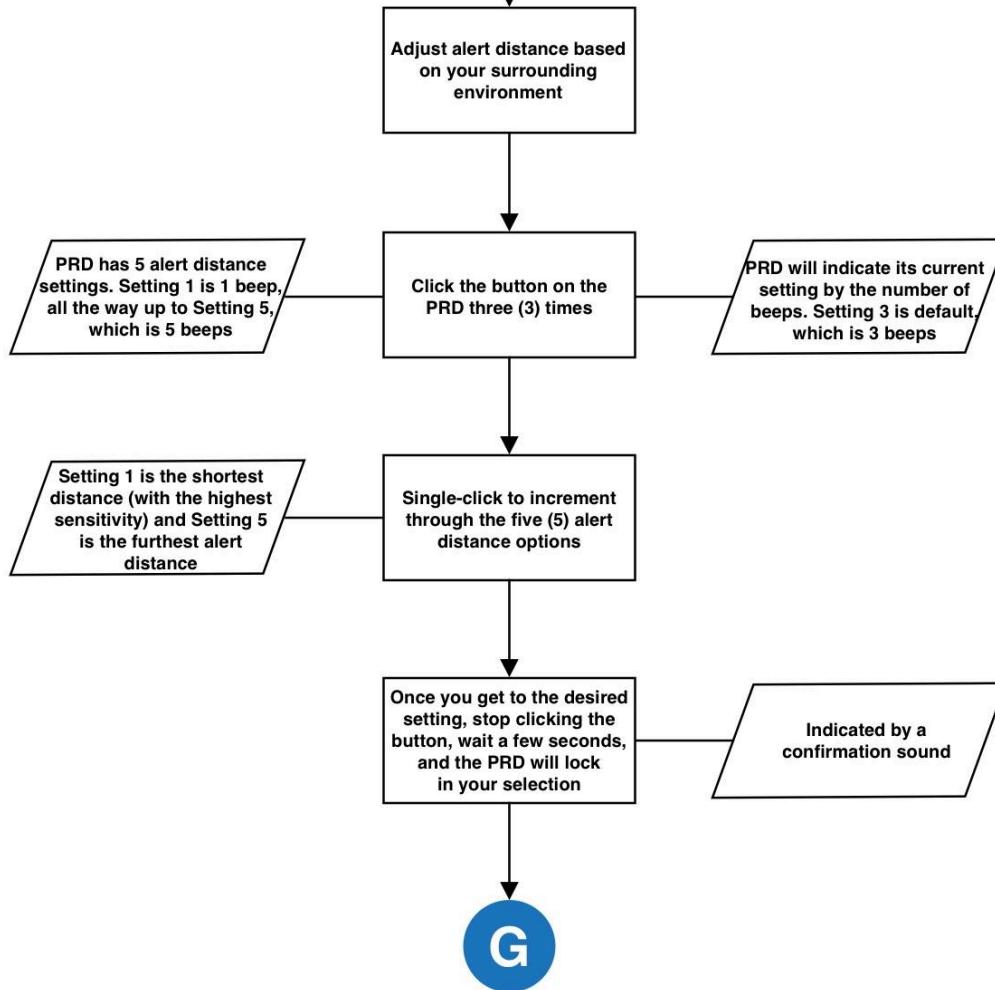 Adjust alert distance based
on your surrounding
environment
PRD has 5 alert distance
settings. Setting 1 is 1 beep,
all the way up to Setting 5,
which is 5 beeps
Click the button on the
PRD three (3) times
PRD will indicate its current
setting by the number of
beeps. Setting 3 is default,
which is 3 beeps
Setting 1 is the shortest
distance (with the highest
sensitivity) and Setting 5
is the furthest alert
distance
Single-click to increment
through the five (5) alert
distance options
Once you get to the desired
setting, stop clicking the
button, wait a few seconds,
and the PRD will lock
in your selection
Indicated by a
confirmation sound
G